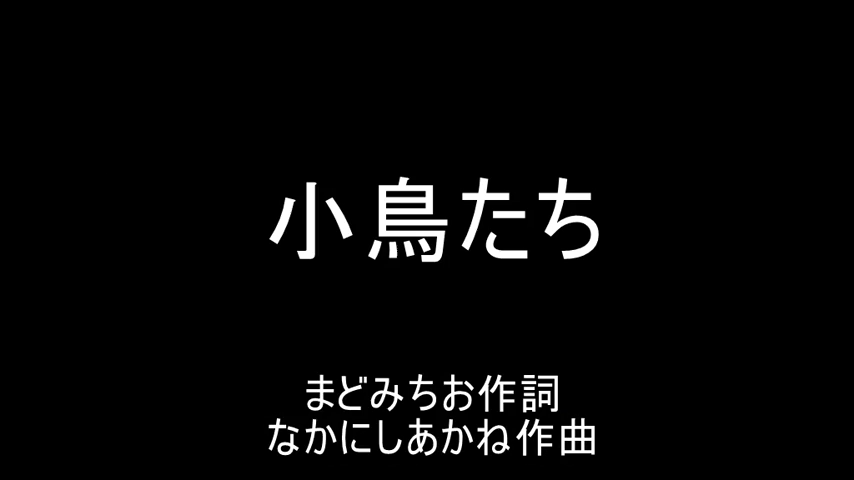 小鳥たち
まどみちお作詞
なかにしあかね作曲